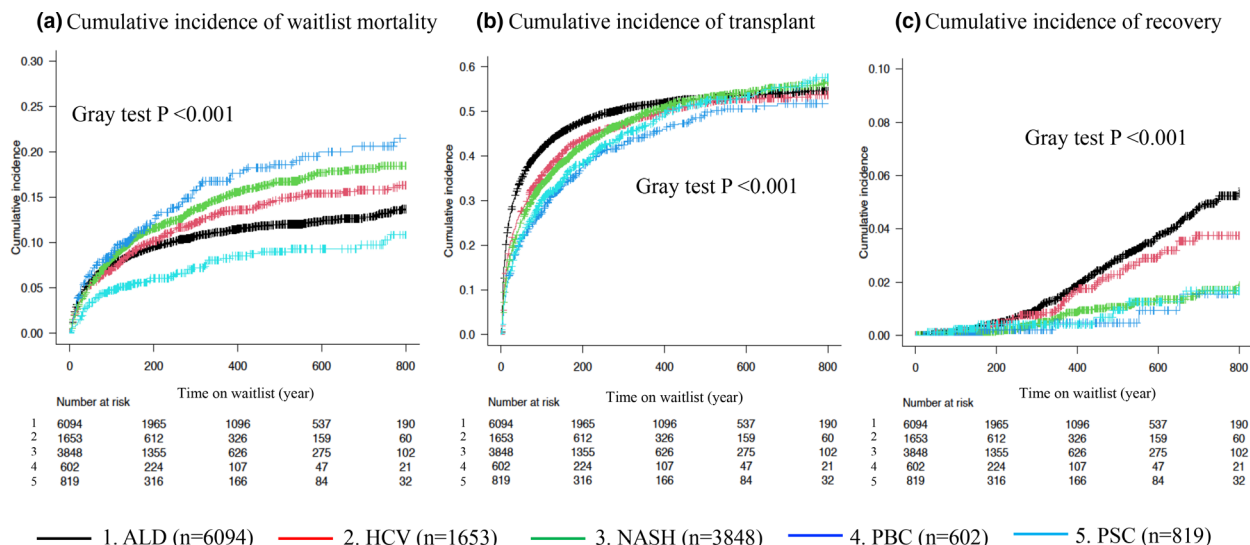 (a) Cumulative incidence of waitlist mortality
(b) Cumulative incidence of transplant
(c) Cumulative incidence of recovery
Gray test P <0.001
Cumulative incidence
0.30
0.25
0.20
0.15
0.10
0.05
0.00
0 200 400 600 800
Time on waitlist (year)
Number at risk
1 6094 1965 1096 537 190
2 1653 612 326 159 60
3 3848 1355 626 275 102
4 602 224 107 47 21
5 819 316 166 84 32
Gray test P <0.001
Cumulative incidence
0.6
0.5
0.4
0.3
0.2
0.1
0.0
0 200 400 600 800
Time on waitlist (year)
Number at risk
6094 1965 1096 537 190
1653 612 326 159 60
3848 1355 626 275 102
602 224 107 47 21
819 316 166 84 32
Gray test P <0.001
Cumulative incidence
0.10
0.08
0.06
0.04
0.02
0.00
0 200 400 600 800
Time on waitlist (year)
Number at risk
6094 1965 1096 537 190
1653 612 326 159 60
3848 1355 626 275 102
602 224 107 47 21
819 316 166 84 32
1. ALD (n=6094) 2. HCV (n=1653) 3. NASH (n=3848) 4. PBC (n=602) 5. PSC (n=819)